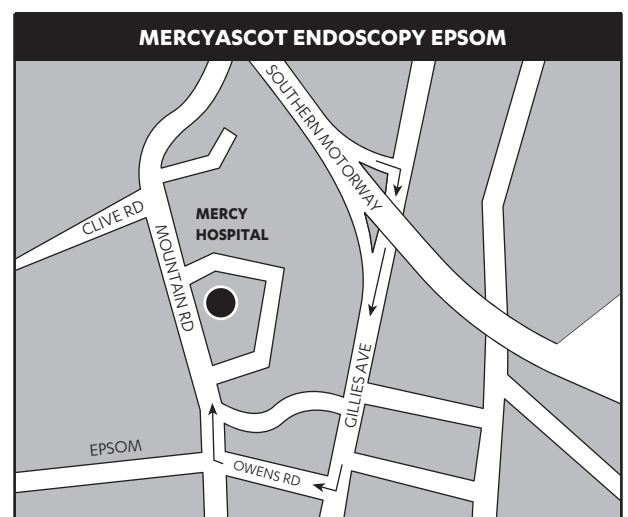 MERCYASCOT ENDOSCOPY EPSOM
SOUTHERN MOTORWAY
CLIVE RD
MERCY
HOSPITAL
MOUNTAIN RD
GILLIES AVE
EPSOM
OWENS RD